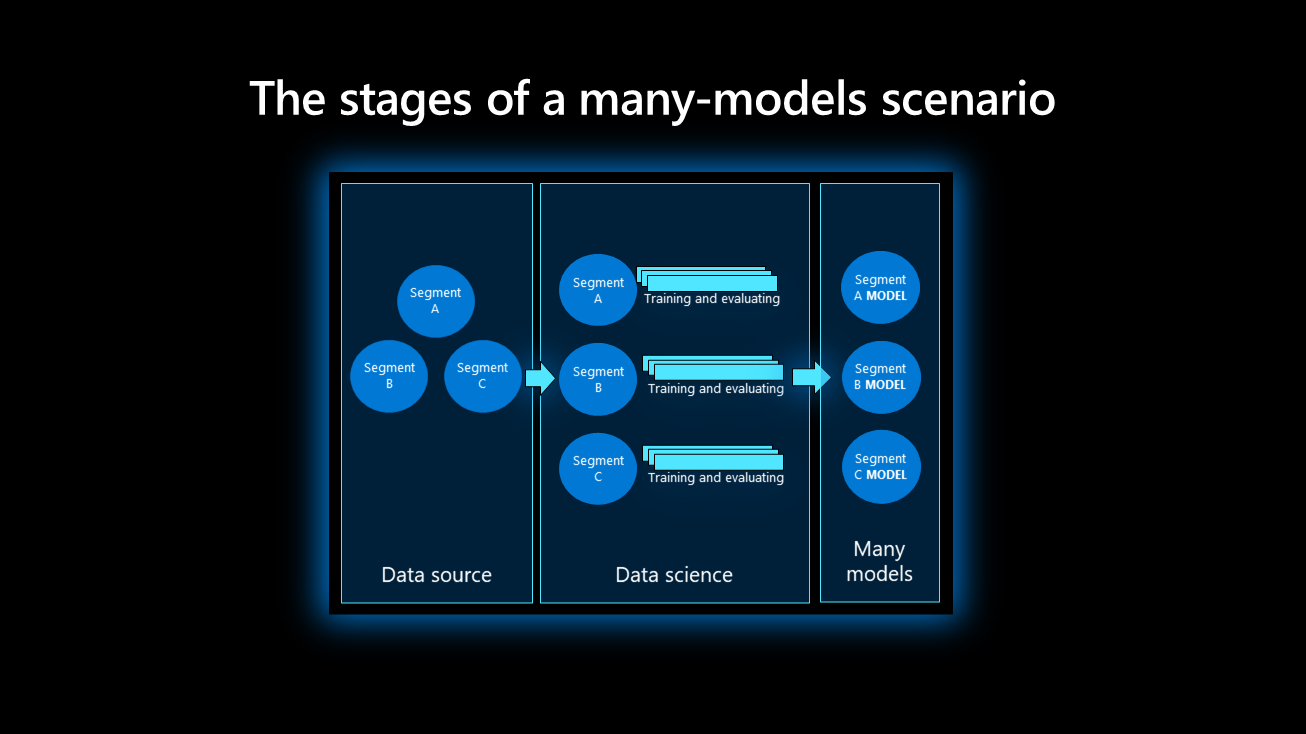 The stages of a many-models scenario
Segment
A
Segment
B
Segment
C
Data source
Segment
A
Training and evaluating
Segment
B
Training and evaluating
Segment
C
Training and evaluating
Data science
Segment
A MODEL
Segment
B MODEL
Segment
C MODEL
Many
models